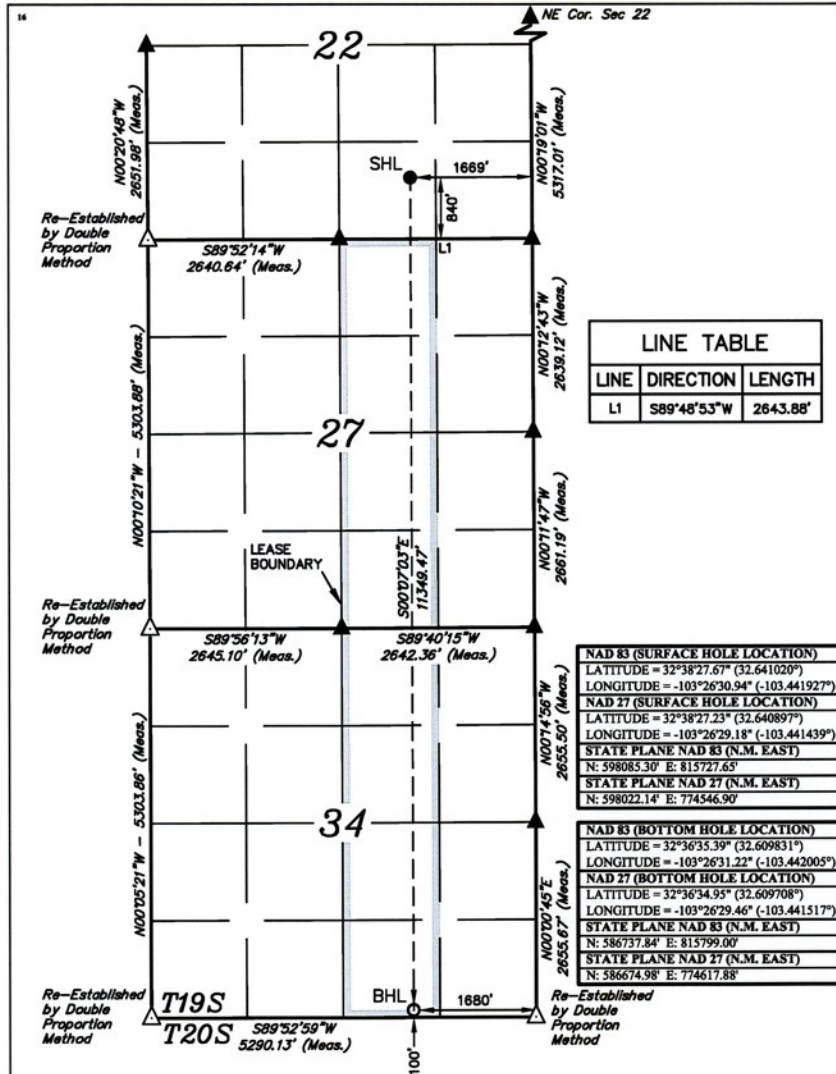 16
NE Cor. Sec 22
22
N00°20'48"W
2651.98' (Meas.)
N00°19'01"W
5317.01' (Meas.)
SHL
1669'
840'
Re-Established
by Double
Proportion
Method
S89°52'14"W
2640.64' (Meas.)
L1
N00°10'21"W - 5303.88' (Meas.)
N00°12'43"W
2639.12' (Meas.)
LINE TABLE
LINE DIRECTION LENGTH
L1 S89°48'53"W 2643.88'
27
N00°11'47"W
2661.19' (Meas.)
LEASE
BOUNDARY
S00°07'03"E
11349.47'
Re-Established
by Double
Proportion
Method
S89°56'13"W
2645.10' (Meas.)
S89°40'15"W
2642.36' (Meas.)
N00°05'21"W - 5303.86' (Meas.)
N00°14'56"W
2655.50' (Meas.)
34
N00°00'45"E
2655.67' (Meas.)
NAD 83 (SURFACE HOLE LOCATION)
LATITUDE = 32°38'27.67" (32.641020°)
LONGITUDE = -103°26'30.94" (-103.441927°)
NAD 27 (SURFACE HOLE LOCATION)
LATITUDE = 32°38'27.23" (32.640897°)
LONGITUDE = -103°26'29.18" (-103.441439°)
STATE PLANE NAD 83 (N.M. EAST)
N: 598085.30' E: 815727.65'
STATE PLANE NAD 27 (N.M. EAST)
N: 598022.14' E: 774546.90'
NAD 83 (BOTTOM HOLE LOCATION)
LATITUDE = 32°36'35.39" (32.609831°)
LONGITUDE = -103°26'31.22" (-103.442005°)
NAD 27 (BOTTOM HOLE LOCATION)
LATITUDE = 32°36'34.95" (32.609708°)
LONGITUDE = -103°26'29.46" (-103.441517°)
STATE PLANE NAD 83 (N.M. EAST)
N: 586737.84' E: 815799.00'
STATE PLANE NAD 27 (N.M. EAST)
N: 586674.98' E: 774617.88'
Re-Established
by Double
Proportion
Method
T19S
T20S
S89°52'59"W
5290.13' (Meas.)
BHL
1680'
100'
Re-Established
by Double
Proportion
Method